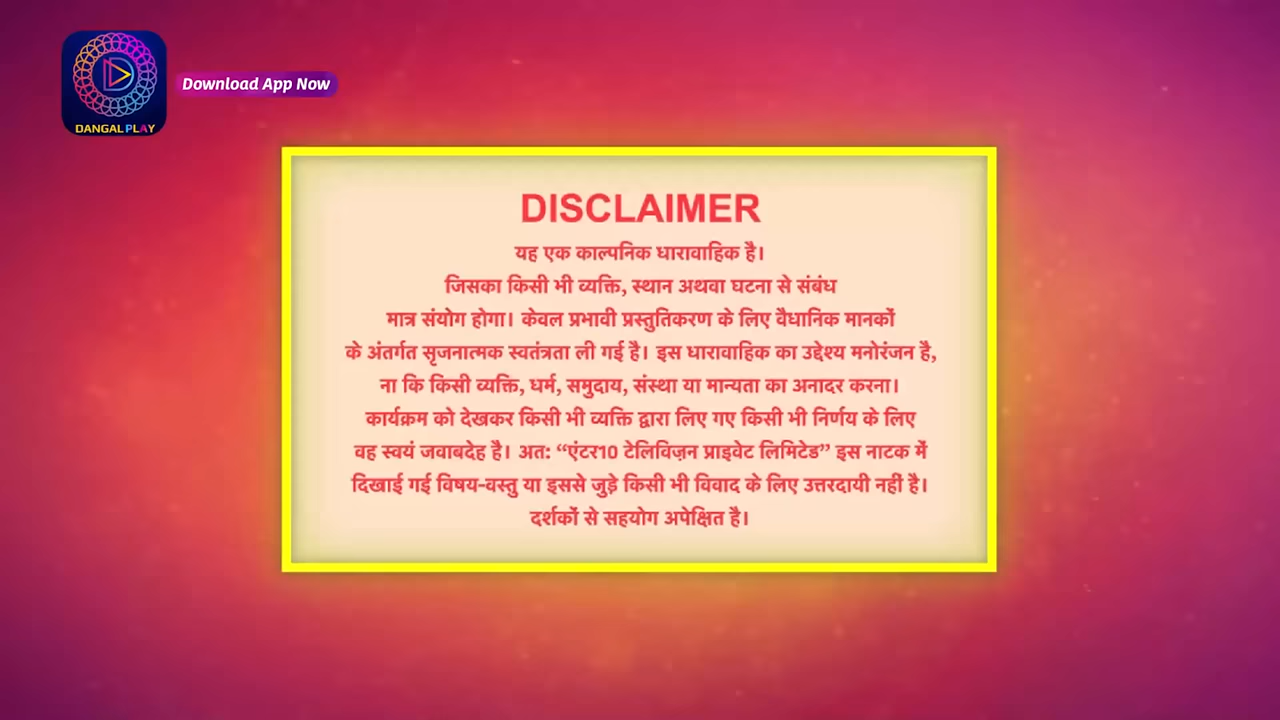 DANGAL PLAY
Download App Now
DISCLAIMER
यह एक काल्पनिक धारावाहिक है।
जिसका किसी भी व्यक्ति, स्थान अथवा घटना से संबंध
मात्र संयोग होगा। केवल प्रभावी प्रस्तुतिकरण के लिए वैधानिक मानकों
के अंतर्गत सृजनात्मक स्वतंत्रता ली गई है। इस धारावाहिक का उद्देश्य मनोरंजन है,
ना कि किसी व्यक्ति, धर्म, समुदाय, संस्था या मान्यता का अनादर करना।
कार्यक्रम को देखकर किसी भी व्यक्ति द्वारा लिए गए किसी भी निर्णय के लिए
वह स्वयं जवाबदेह है। अत: “एंटर10 टेलिविज़न प्राइवेट लिमिटेड” इस नाटक में
दिखाई गई विषय-वस्तु या इससे जुड़े किसी भी विवाद के लिए उत्तरदायी नहीं है।
दर्शकों से सहयोग अपेक्षित है।